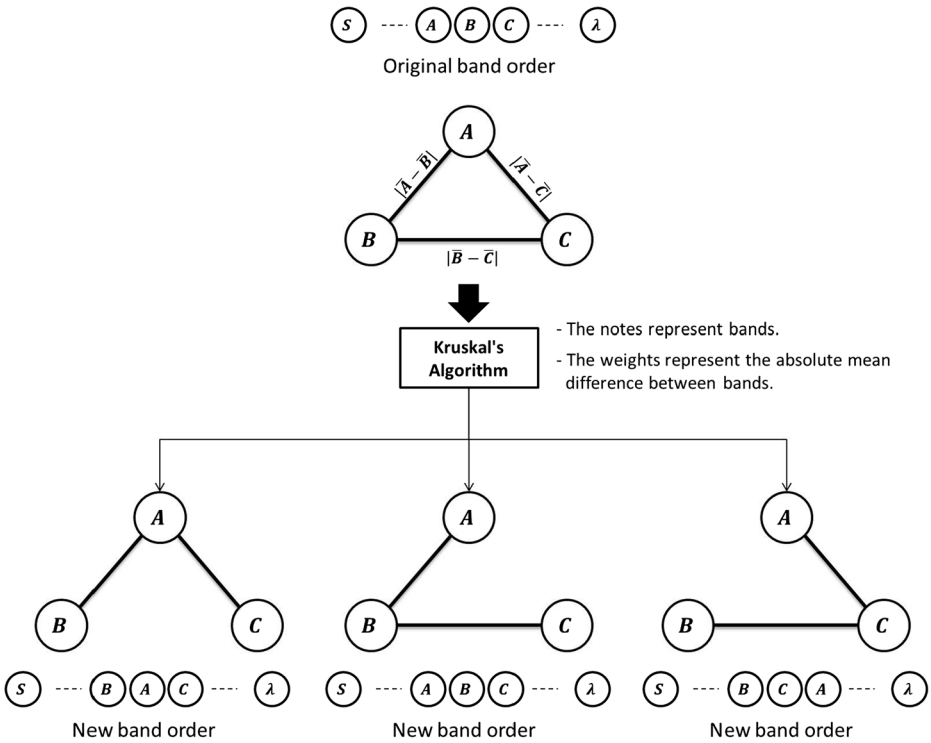 S ---- A B C ---- λ
Original band order
A
|A̅ − B̅|
|A̅ − C̅|
B
C
|B̅ − C̅|
Kruskal's
Algorithm
- The notes represent bands.
- The weights represent the absolute mean
difference between bands.
A
B
C
A
B
C
A
B
C
S ---- B A C ---- λ
S ---- A B C ---- λ
S ---- B C A ---- λ
New band order
New band order
New band order